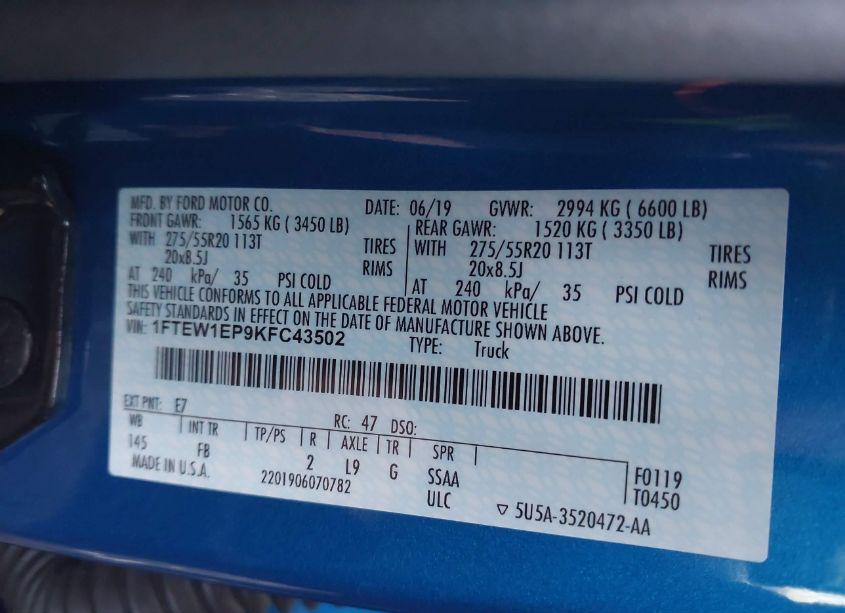 MFD. BY FORD MOTOR CO. DATE: 06/19 GVWR: 2994 KG ( 6600 LB)
FRONT GAWR: 1565 KG ( 3450 LB) REAR GAWR: 1520 KG ( 3350 LB)
WITH 275/55R20 113T TIRES WITH 275/55R20 113T TIRES
20x8.5J RIMS 20x8.5J RIMS
AT 240 kPa/ 35 PSI COLD AT 240 kPa/ 35 PSI COLD
THIS VEHICLE CONFORMS TO ALL APPLICABLE FEDERAL MOTOR VEHICLE
SAFETY STANDARDS IN EFFECT ON THE DATE OF MANUFACTURE SHOWN ABOVE.
VIN: 1FTEW1EP9KFC43502 TYPE: Truck
EXT PNT: E7 RC: 47 DSO:
WB INT TR TP/PS R AXLE TR SPR
145 FB 2 L9 G SSAA F0119
MADE IN U.S.A. 2201906070782 ULC T0450
▽ 5U5A-3520472-AA